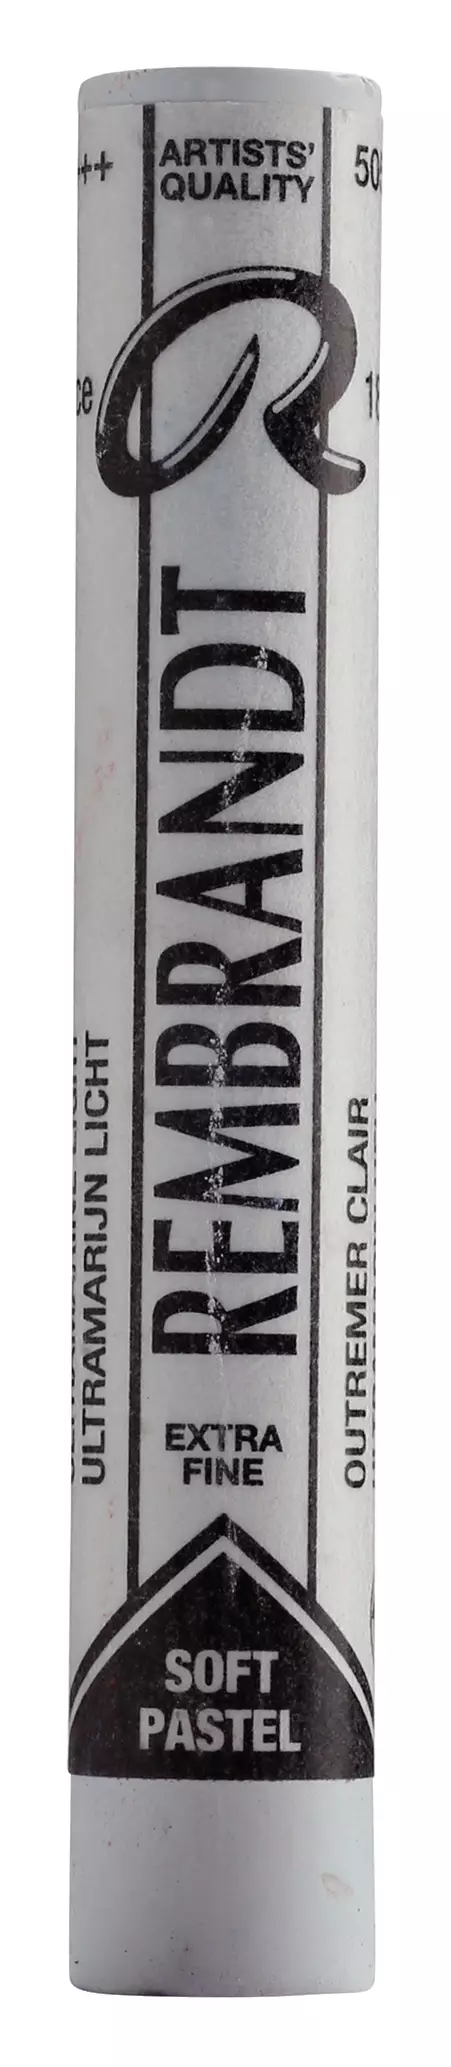 +++
ARTISTS'
QUALITY
REMBRANDT
ULTRAMARIJN LICHT
OUTREMER CLAIR
EXTRA
FINE
SOFT
PASTEL